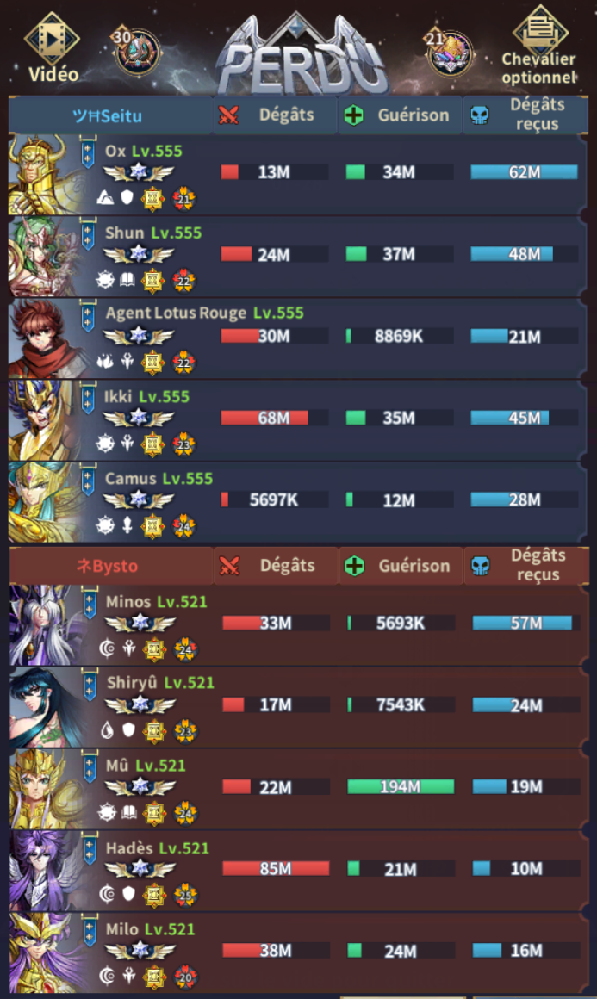 30
PERDU
21
Vidéo
Chevalier
optionnel
ツ卄Seitu
Dégâts
Guérison
Dégâts
reçus
Ox Lv.555
13M
34M
62M
21
Shun Lv.555
24M
37M
48M
22
Agent Lotus Rouge Lv.555
30M
8869K
21M
22
Ikki Lv.555
68M
35M
45M
23
Camus Lv.555
5697K
12M
28M
24
ネBysto
Dégâts
Guérison
Dégâts
reçus
Minos Lv.521
33M
5693K
57M
24
Shiryû Lv.521
17M
7543K
24M
23
Mû Lv.521
22M
194M
19M
24
Hadès Lv.521
85M
21M
10M
25
Milo Lv.521
38M
24M
16M
20